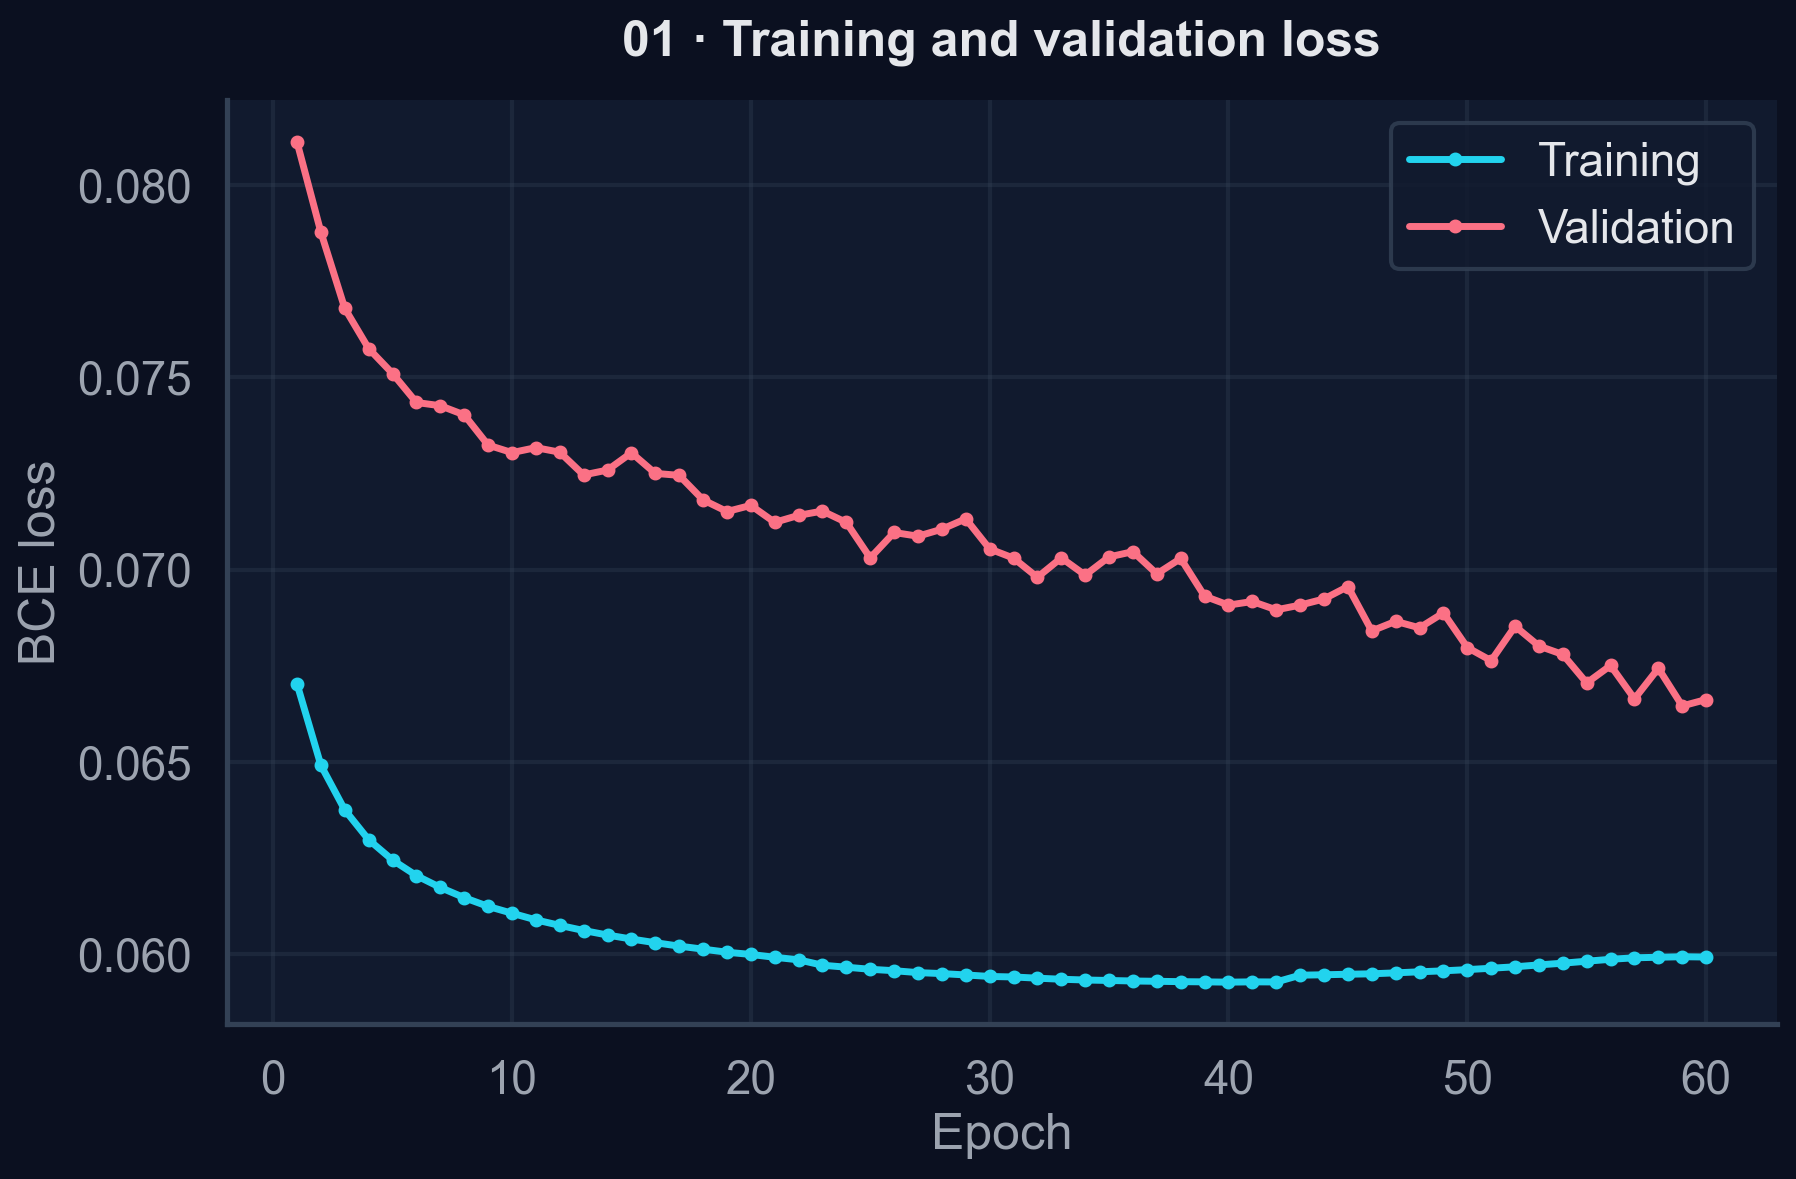 01 · Training and validation loss
Training
Validation
0.080
0.075
0.070
0.065
0.060
BCE loss
0 10 20 30 40 50 60
Epoch